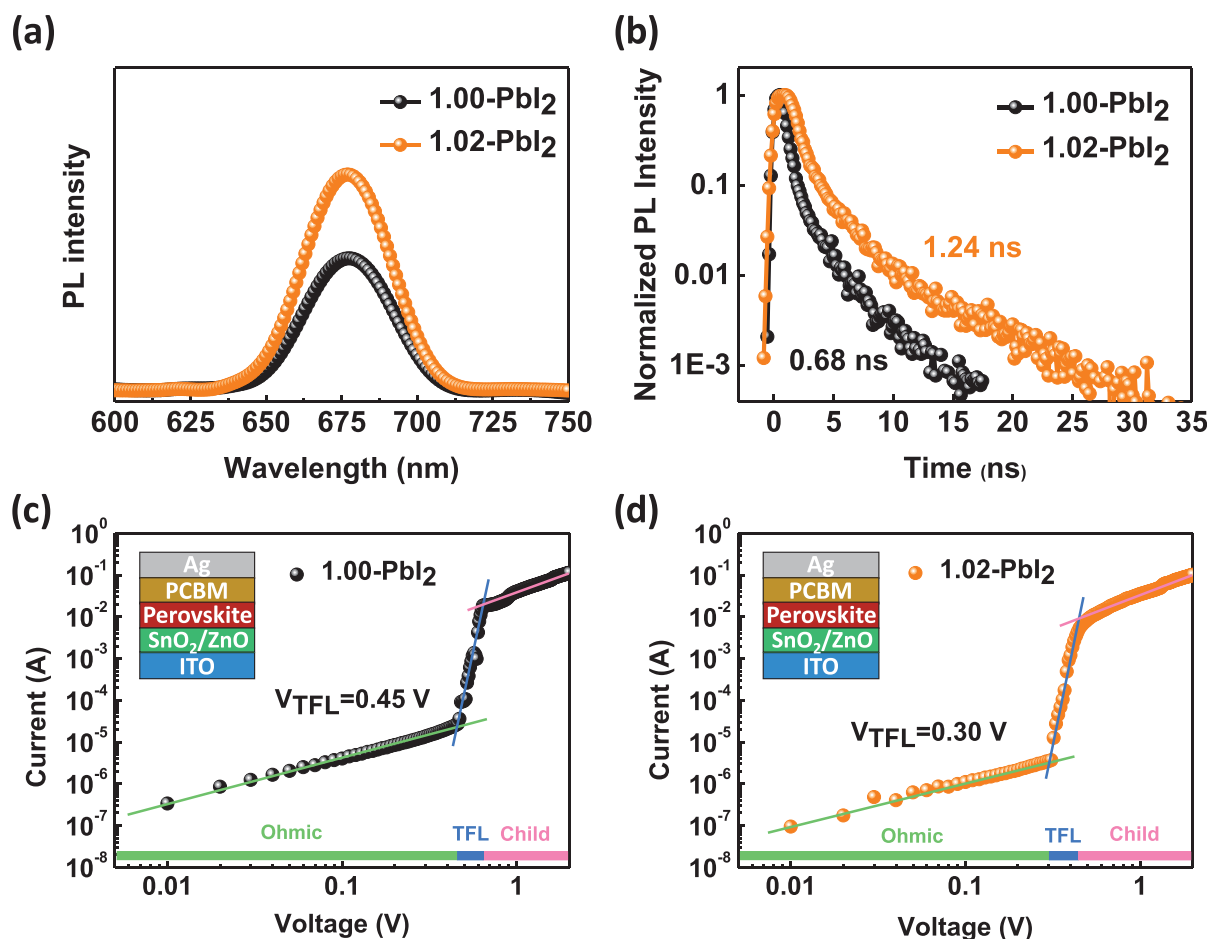 (a)
1.00-PbI2
1.02-PbI2
PL intensity
600 625 650 675 700 725 750
Wavelength (nm)
(b)
1.00-PbI2
1.02-PbI2
1.24 ns
0.68 ns
Normalized PL Intensity
1
0.1
0.01
1E-3
0 5 10 15 20 25 30 35
Time (ns)
(c)
10^0
10^-1
10^-2
10^-3
10^-4
10^-5
10^-6
10^-7
10^-8
Current (A)
Ag
PCBM
Perovskite
SnO2/ZnO
ITO
1.00-PbI2
VTFL=0.45 V
Ohmic TFL Child
0.01 0.1 1
Voltage (V)
(d)
10^0
10^-1
10^-2
10^-3
10^-4
10^-5
10^-6
10^-7
10^-8
Current (A)
Ag
PCBM
Perovskite
SnO2/ZnO
ITO
1.02-PbI2
VTFL=0.30 V
Ohmic TFL Child
0.01 0.1 1
Voltage (V)